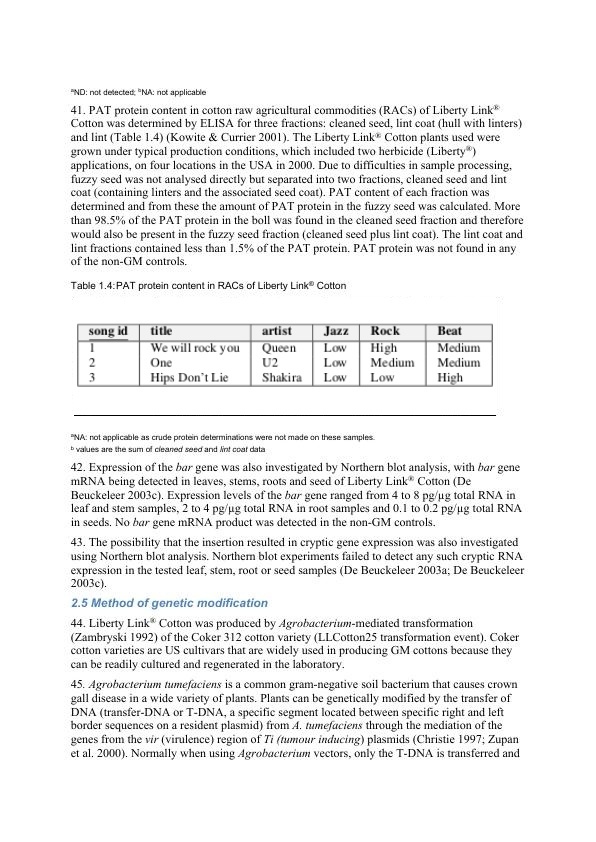 ᵃND: not detected; ᵇNA: not applicable
41. PAT protein content in cotton raw agricultural commodities (RACs) of Liberty Link®
Cotton was determined by ELISA for three fractions: cleaned seed, lint coat (hull with linters)
and lint (Table 1.4) (Kowite & Currier 2001). The Liberty Link® Cotton plants used were
grown under typical production conditions, which included two herbicide (Liberty®)
applications, on four locations in the USA in 2000. Due to difficulties in sample processing,
fuzzy seed was not analysed directly but separated into two fractions, cleaned seed and lint
coat (containing linters and the associated seed coat). PAT content of each fraction was
determined and from these the amount of PAT protein in the fuzzy seed was calculated. More
than 98.5% of the PAT protein in the boll was found in the cleaned seed fraction and therefore
would also be present in the fuzzy seed fraction (cleaned seed plus lint coat). The lint coat and
lint fractions contained less than 1.5% of the PAT protein. PAT protein was not found in any
of the non-GM controls.
Table 1.4:PAT protein content in RACs of Liberty Link® Cotton
song id title artist Jazz Rock Beat
1 We will rock you Queen Low High Medium
2 One U2 Low Medium Medium
3 Hips Don't Lie Shakira Low Low High
ᵃNA: not applicable as crude protein determinations were not made on these samples.
ᵇ values are the sum of cleaned seed and lint coat data
42. Expression of the bar gene was also investigated by Northern blot analysis, with bar gene
mRNA being detected in leaves, stems, roots and seed of Liberty Link® Cotton (De
Beuckeleer 2003c). Expression levels of the bar gene ranged from 4 to 8 pg/µg total RNA in
leaf and stem samples, 2 to 4 pg/µg total RNA in root samples and 0.1 to 0.2 pg/µg total RNA
in seeds. No bar gene mRNA product was detected in the non-GM controls.
43. The possibility that the insertion resulted in cryptic gene expression was also investigated
using Northern blot analysis. Northern blot experiments failed to detect any such cryptic RNA
expression in the tested leaf, stem, root or seed samples (De Beuckeleer 2003a; De Beuckeleer
2003c).
2.5 Method of genetic modification
44. Liberty Link® Cotton was produced by Agrobacterium-mediated transformation
(Zambryski 1992) of the Coker 312 cotton variety (LLCotton25 transformation event). Coker
cotton varieties are US cultivars that are widely used in producing GM cottons because they
can be readily cultured and regenerated in the laboratory.
45. Agrobacterium tumefaciens is a common gram-negative soil bacterium that causes crown
gall disease in a wide variety of plants. Plants can be genetically modified by the transfer of
DNA (transfer-DNA or T-DNA, a specific segment located between specific right and left
border sequences on a resident plasmid) from A. tumefaciens through the mediation of the
genes from the vir (virulence) region of Ti (tumour inducing) plasmids (Christie 1997; Zupan
et al. 2000). Normally when using Agrobacterium vectors, only the T-DNA is transferred and